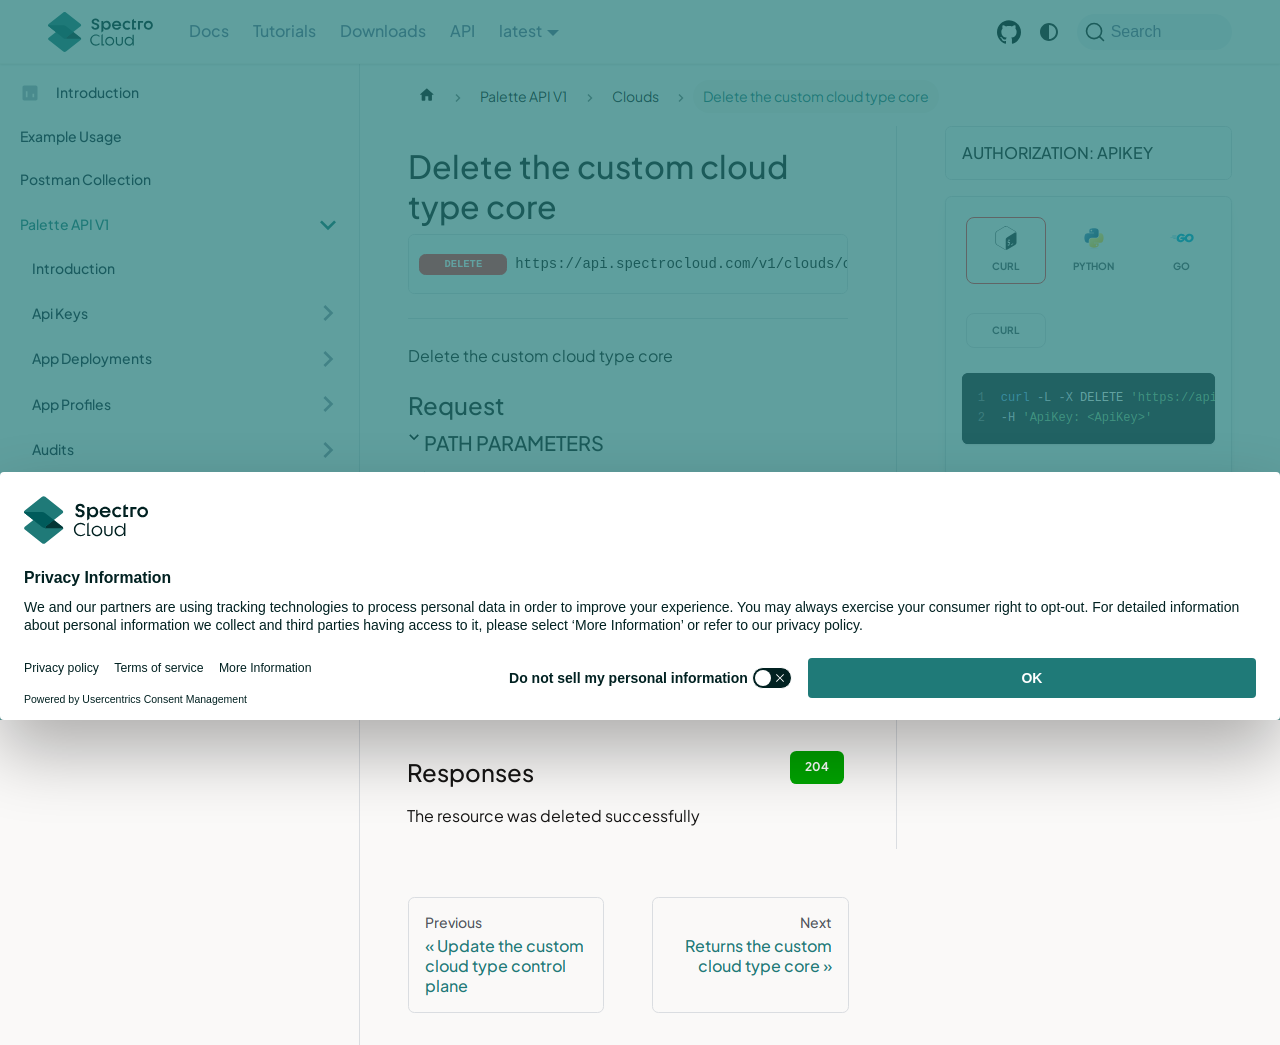 Spectro Cloud
Docs
Tutorials
Downloads
API
latest
Search
Introduction
Example Usage
Postman Collection
Palette API V1
Introduction
Api Keys
App Deployments
App Profiles
Audits
Palette API V1
Clouds
Delete the custom cloud type core
Delete the custom cloud
type core
DELETE https://api.spectrocloud.com/v1/clouds/c
Delete the custom cloud type core
Request
PATH PARAMETERS
AUTHORIZATION: APIKEY
CURL
PYTHON
GO
CURL
1 curl -L -X DELETE 'https://api
2 -H 'ApiKey: <ApiKey>'
Spectro
Cloud
Privacy Information
We and our partners are using tracking technologies to process personal data in order to improve your experience. You may always exercise your consumer right to opt-out. For detailed information
about personal information we collect and third parties having access to it, please select ‘More Information’ or refer to our privacy policy.
Privacy policy
Terms of service
More Information
Powered by Usercentrics Consent Management
Do not sell my personal information
OK
Responses
204
The resource was deleted successfully
Previous
« Update the custom
cloud type control
plane
Next
Returns the custom
cloud type core »